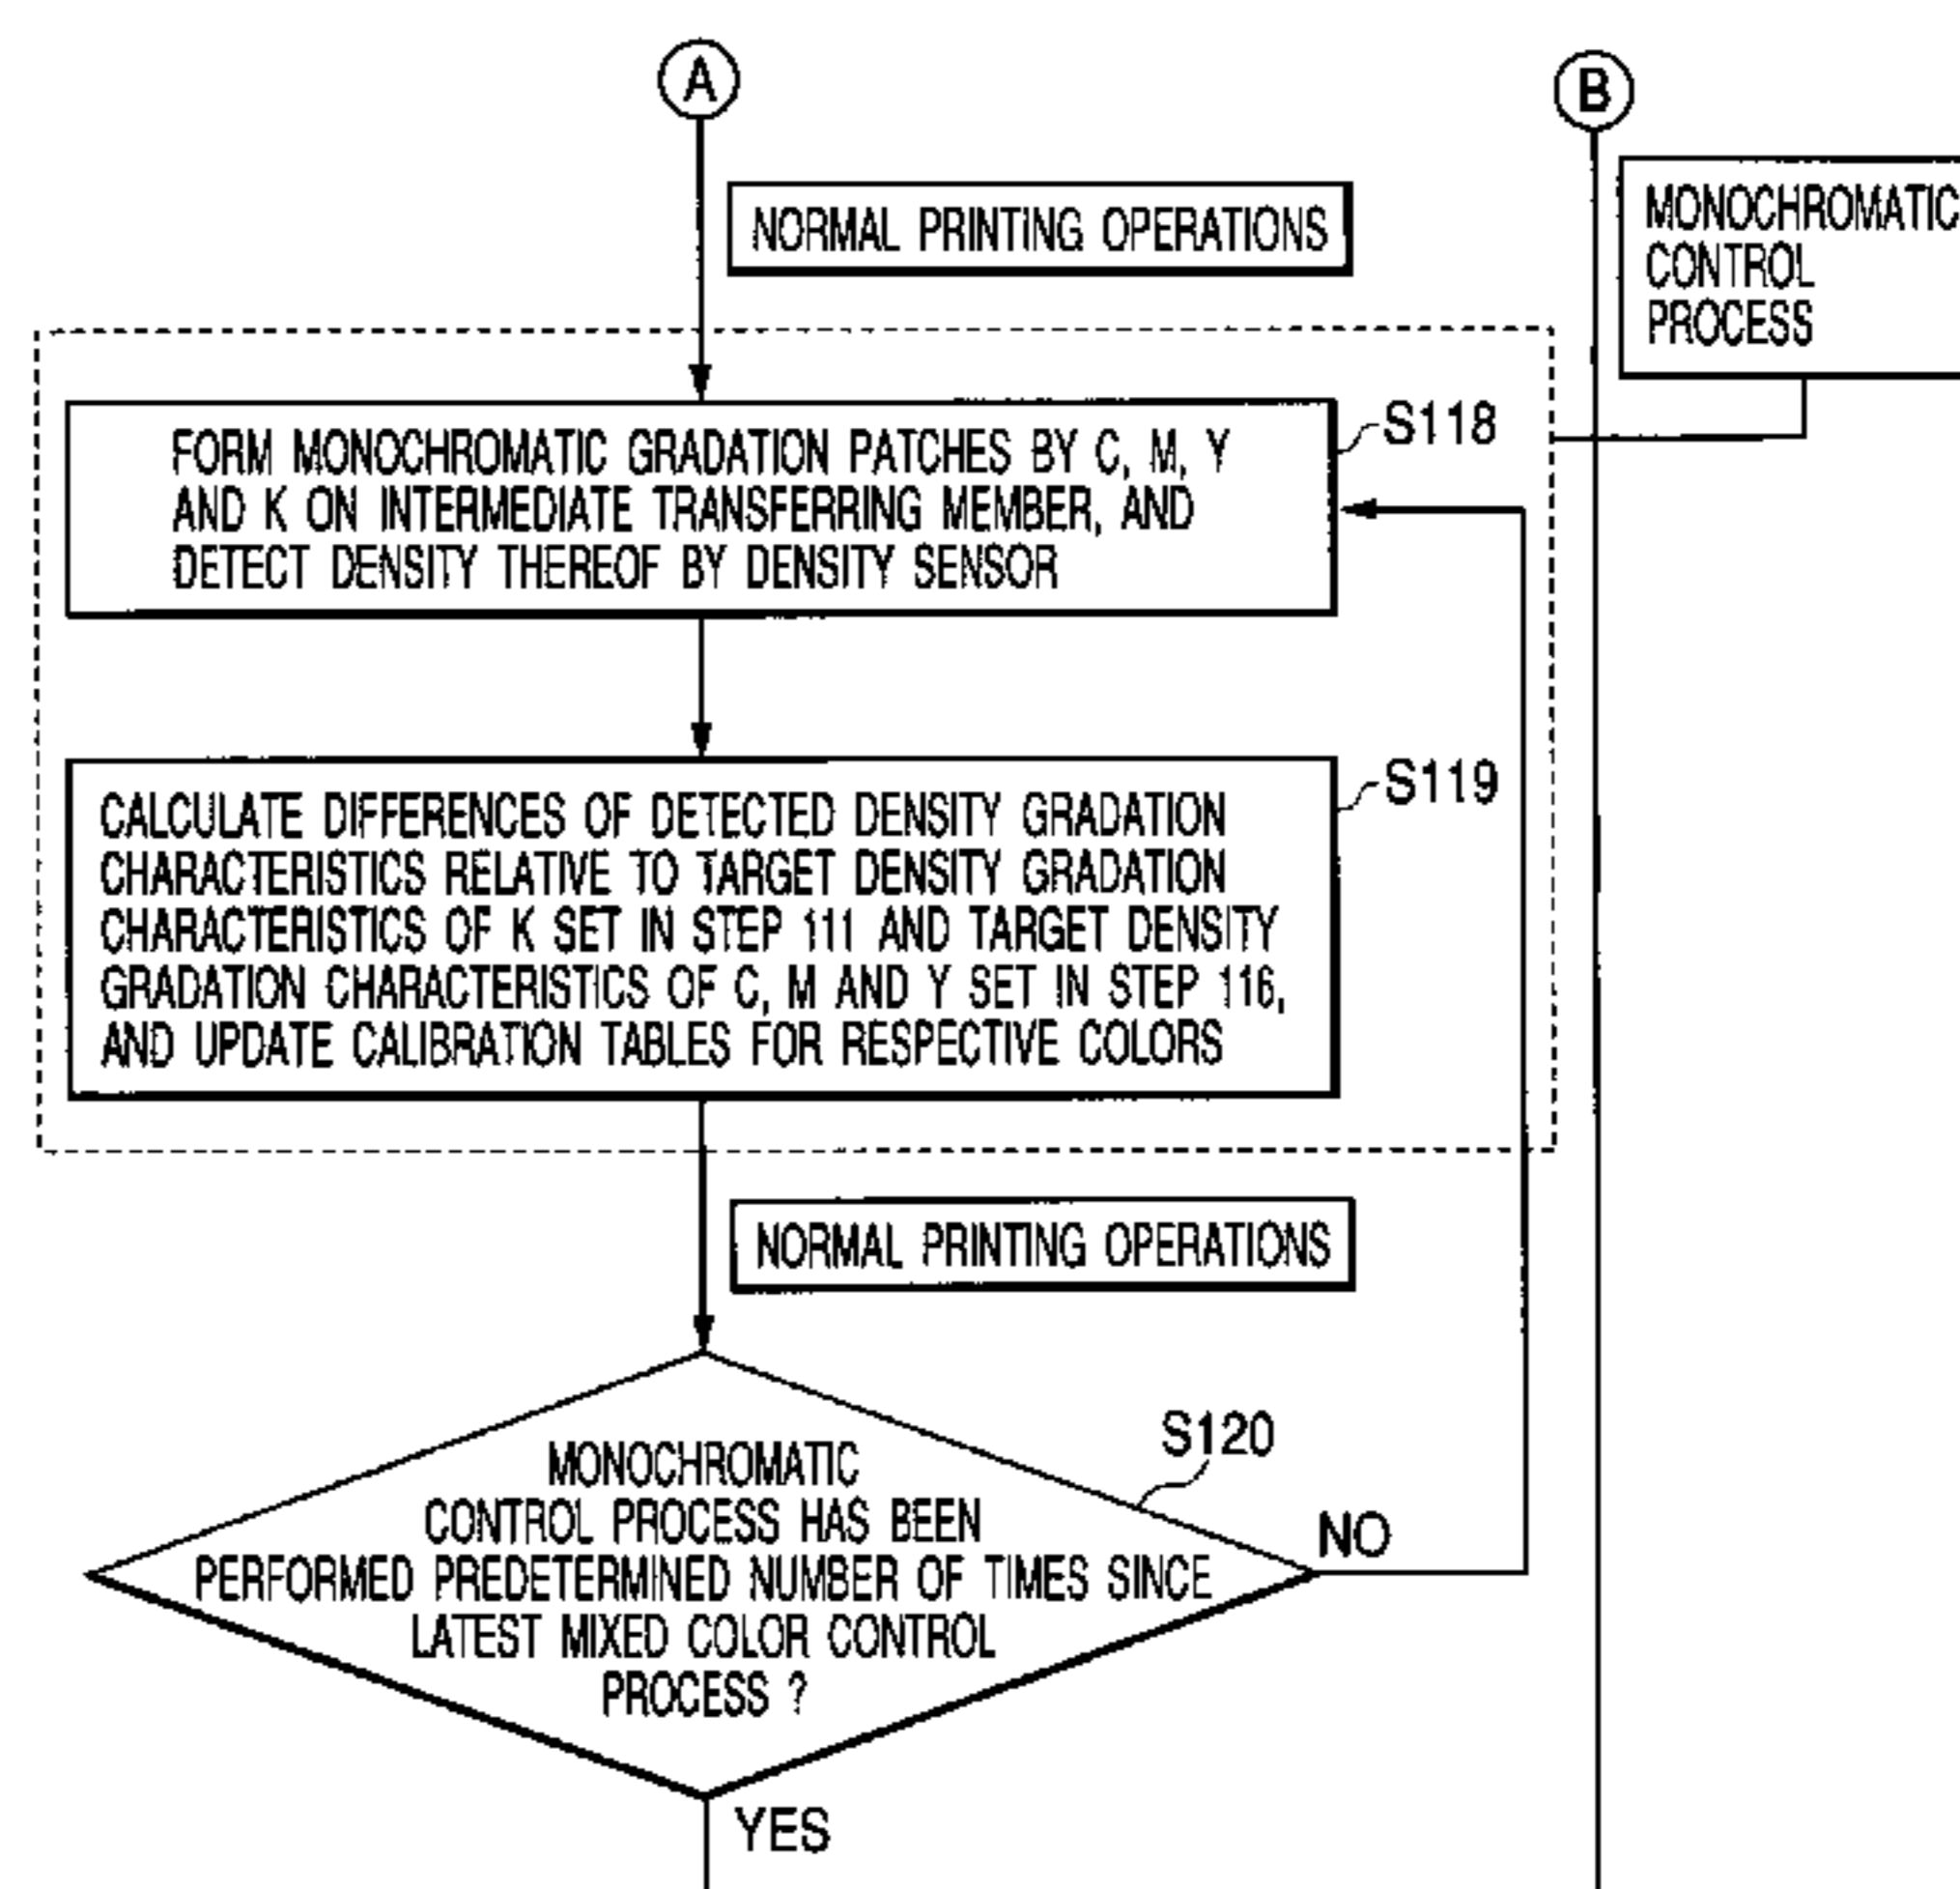 A
B
NORMAL PRINTING OPERATIONS
MONOCHROMATIC
CONTROL
PROCESS
S118
FORM MONOCHROMATIC GRADATION PATCHES BY C, M, Y
AND K ON INTERMEDIATE TRANSFERRING MEMBER, AND
DETECT DENSITY THEREOF BY DENSITY SENSOR
S119
CALCULATE DIFFERENCES OF DETECTED DENSITY GRADATION
CHARACTERISTICS RELATIVE TO TARGET DENSITY GRADATION
CHARACTERISTICS OF K SET IN STEP 111 AND TARGET DENSITY
GRADATION CHARACTERISTICS OF C, M AND Y SET IN STEP 116,
AND UPDATE CALIBRATION TABLES FOR RESPECTIVE COLORS
NORMAL PRINTING OPERATIONS
S120
MONOCHROMATIC
CONTROL PROCESS HAS BEEN
PERFORMED PREDETERMINED NUMBER OF TIMES SINCE
LATEST MIXED COLOR CONTROL
PROCESS ?
NO
YES